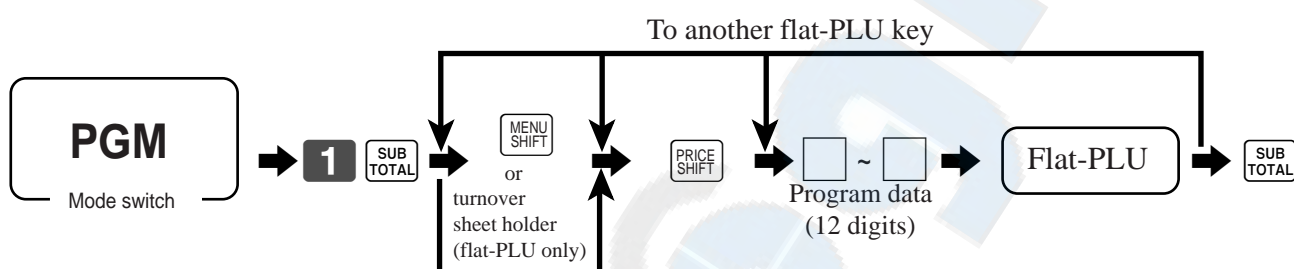 To another flat-PLU key
PGM
Mode switch
1
SUB
TOTAL
MENU
SHIFT
or
turnover
sheet holder
(flat-PLU only)
PRICE
SHIFT
~
Program data
(12 digits)
Flat-PLU
SUB
TOTAL